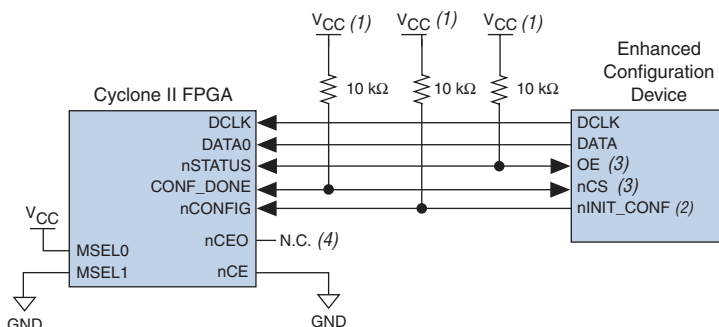 VCC (1) VCC (1) VCC (1)
10 kΩ 10 kΩ 10 kΩ
Enhanced
Configuration
Device
Cyclone II FPGA
DCLK DCLK
DATA0 DATA
nSTATUS OE (3)
CONF_DONE nCS (3)
nCONFIG nINIT_CONF (2)
VCC
MSEL0 nCEO N.C. (4)
MSEL1 nCE
GND GND